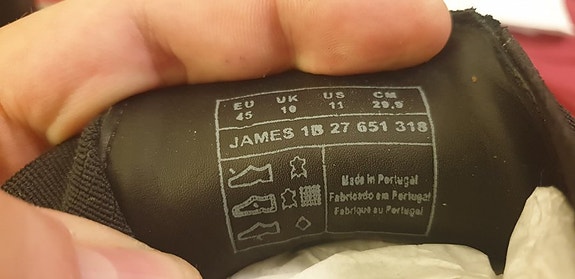 EU UK US CM
45 10 11 29,9
JAMES 1B 27 651 318
Made in Portugal
Fabricado em Portugal
Fabrique au Portugal